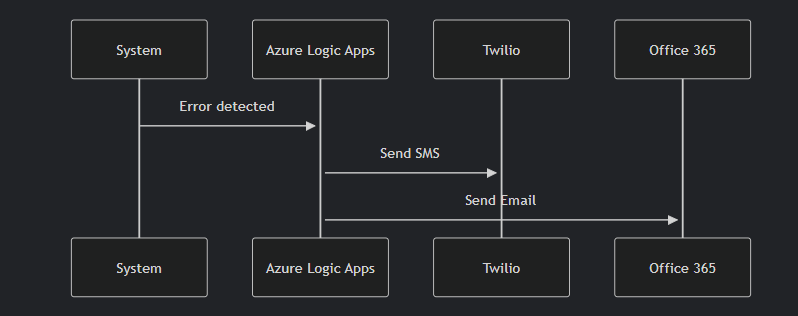 System
Azure Logic Apps
Twilio
Office 365
Error detected
Send SMS
Send Email
System
Azure Logic Apps
Twilio
Office 365